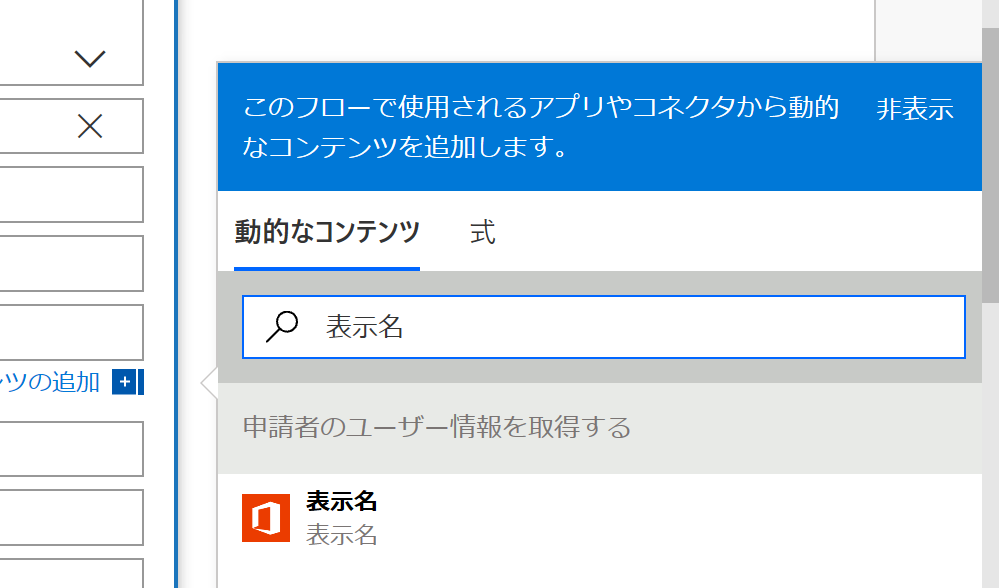 このフローで使用されるアプリやコネクタから動的
なコンテンツを追加します。
非表示
動的なコンテンツ 式
表示名
ンツの追加
申請者のユーザー情報を取得する
表示名
表示名